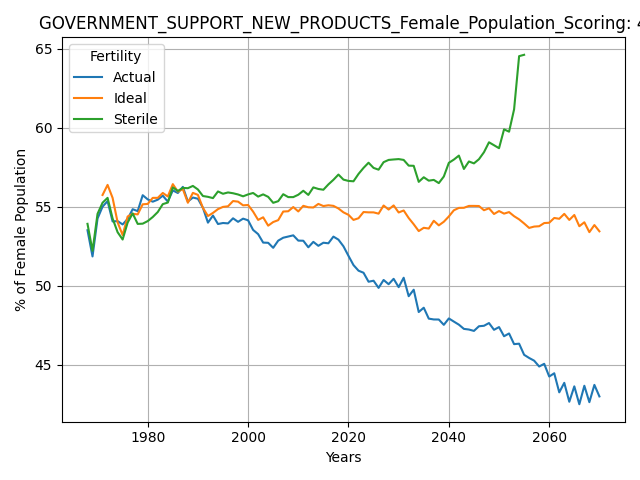 GOVERNMENT_SUPPORT_NEW_PRODUCTS_Female_Population_Scoring: 4
Fertility
Actual
Ideal
Sterile
% of Female Population
65
60
55
50
45
1980
2000
2020
2040
2060
Years